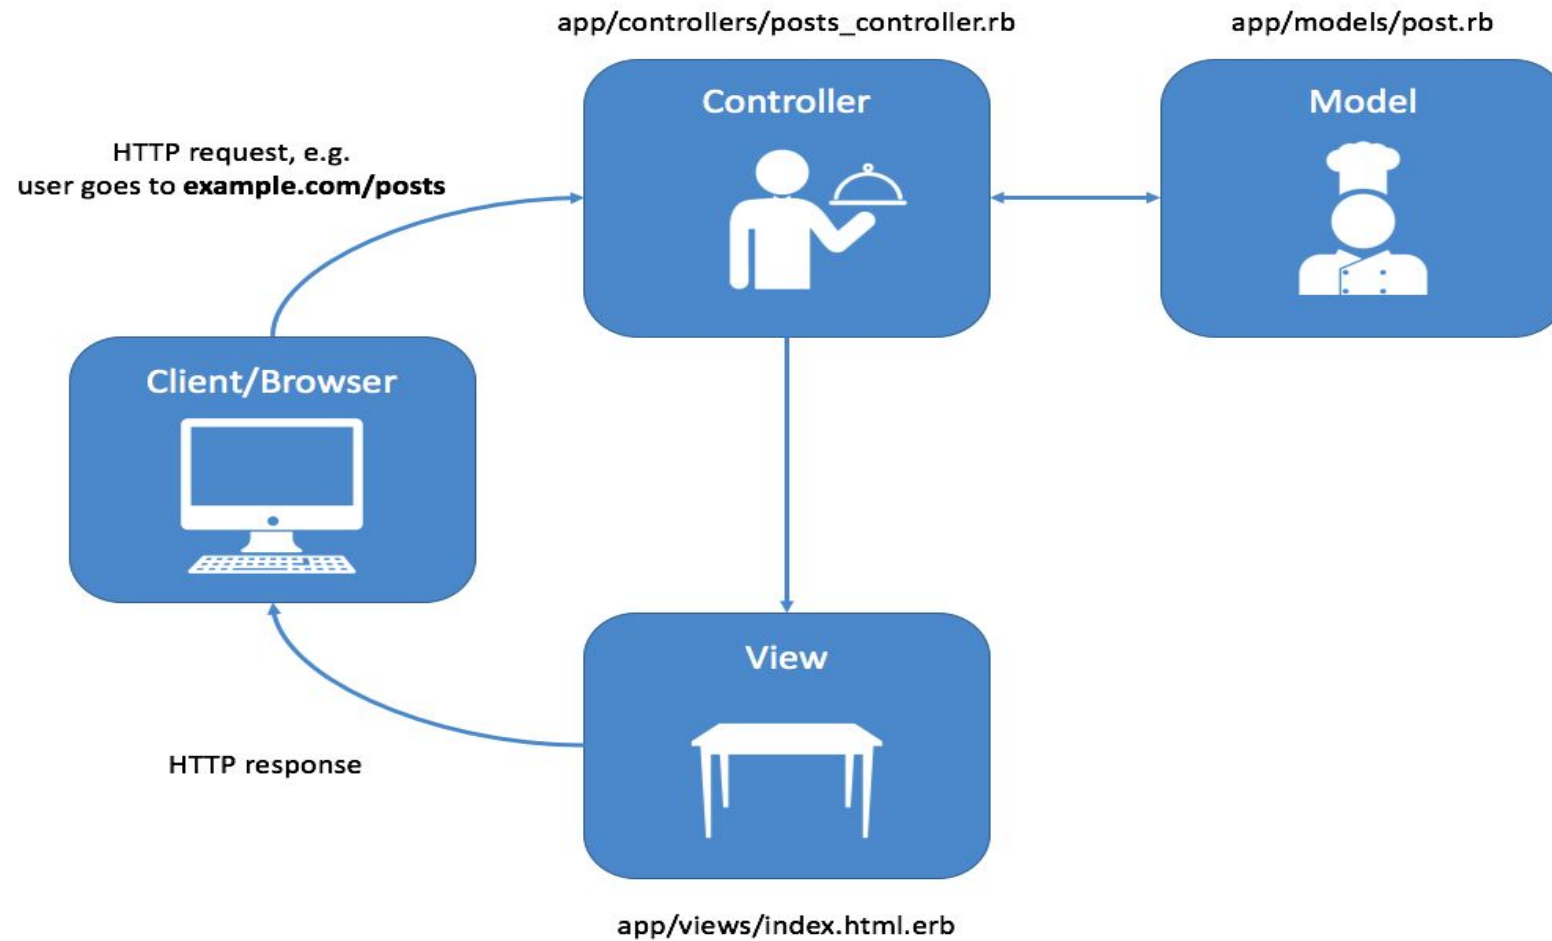 app/controllers/posts_controller.rb
app/models/post.rb
Controller
Model
HTTP request, e.g.
user goes to example.com/posts
Client/Browser
View
HTTP response
app/views/index.html.erb